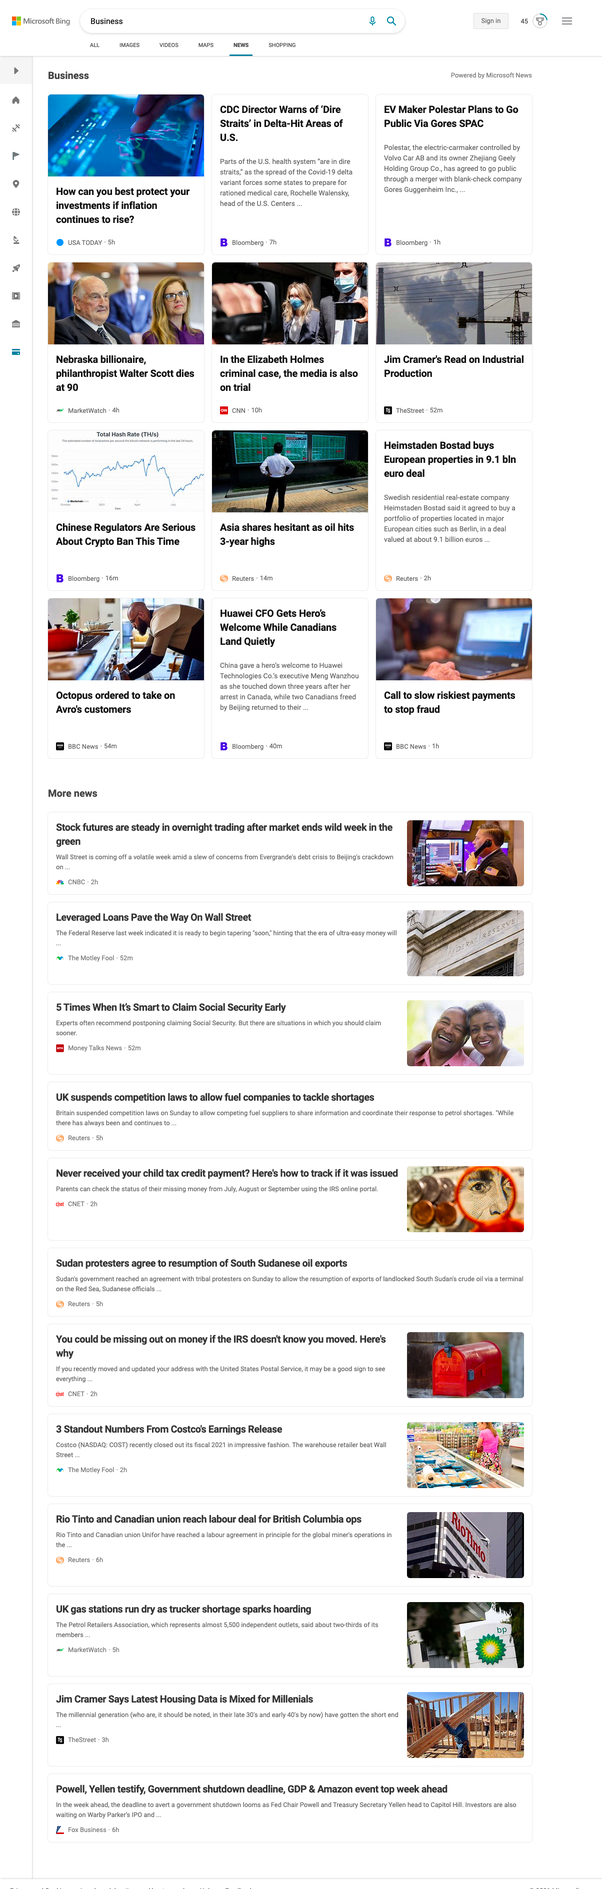 Microsoft Bing
Business
Sign in
45
ALL
IMAGES
VIDEOS
MAPS
NEWS
SHOPPING
Business
Powered by Microsoft News
How can you best protect your
investments if inflation
continues to rise?
USA TODAY · 5h
CDC Director Warns of ‘Dire
Straits’ in Delta-Hit Areas of
U.S.
Parts of the U.S. health system “are in dire
straits,” as the spread of the Covid-19 delta
variant forces some states to prepare for
rationed medical care, Rochelle Walensky,
head of the U.S. Centers ...
Bloomberg · 7h
EV Maker Polestar Plans to Go
Public Via Gores SPAC
Polestar, the electric-carmaker controlled by
Volvo Car AB and its owner Zhejiang Geely
Holding Group Co., has agreed to go public
through a merger with blank-check company
Gores Guggenheim Inc., ...
Bloomberg · 1h
Nebraska billionaire,
philanthropist Walter Scott dies
at 90
MarketWatch · 4h
In the Elizabeth Holmes
criminal case, the media is also
on trial
CNN · 10h
Jim Cramer's Read on Industrial
Production
TheStreet · 52m
Total Hash Rate (TH/s)
Chinese Regulators Are Serious
About Crypto Ban This Time
Bloomberg · 16m
Asia shares hesitant as oil hits
3-year highs
Reuters · 14m
Heimstaden Bostad buys
European properties in 9.1 bln
euro deal
Swedish residential real-estate company
Heimstaden Bostad said it agreed to buy a
portfolio of properties located in major
European cities such as Berlin, in a deal
valued at about 9.1 billion euros ...
Reuters · 2h
Octopus ordered to take on
Avro's customers
BBC News · 54m
Huawei CFO Gets Hero’s
Welcome While Canadians
Land Quietly
China gave a hero’s welcome to Huawei
Technologies Co.’s executive Meng Wanzhou
as she touched down three years after her
arrest in Canada, while two Canadians freed
by Beijing returned to their ...
Bloomberg · 40m
Call to slow riskiest payments
to stop fraud
BBC News · 1h
More news
Stock futures are steady in overnight trading after market ends wild week in the
green
Wall Street is coming off a volatile week amid a slew of concerns from Evergrande's debt crisis to Beijing's crackdown
on ...
CNBC · 2h
Leveraged Loans Pave the Way On Wall Street
The Federal Reserve last week indicated it is ready to begin tapering "soon," hinting that the era of ultra-easy money will
...
The Motley Fool · 52m
5 Times When It’s Smart to Claim Social Security Early
Experts often recommend postponing claiming Social Security. But there are situations in which you should claim
sooner.
Money Talks News · 52m
UK suspends competition laws to allow fuel companies to tackle shortages
Britain suspended competition laws on Sunday to allow competing fuel suppliers to share information and coordinate their response to petrol shortages. "While
there has always been and continues to ...
Reuters · 5h
Never received your child tax credit payment? Here's how to track if it was issued
Parents can check the status of their missing money from July, August or September using the IRS online portal.
CNET · 2h
Sudan protesters agree to resumption of South Sudanese oil exports
Sudan's government reached an agreement with tribal protesters on Sunday to allow the resumption of exports of landlocked South Sudan's crude oil via a terminal
on the Red Sea, Sudanese officials ...
Reuters · 5h
You could be missing out on money if the IRS doesn't know you moved. Here's
why
If you recently moved and updated your address with the United States Postal Service, it may be a good sign to see
everything ...
CNET · 2h
3 Standout Numbers From Costco's Earnings Release
Costco (NASDAQ: COST) recently closed out its fiscal 2021 in impressive fashion. The warehouse retailer beat Wall
Street ...
The Motley Fool · 2h
Rio Tinto and Canadian union reach labour deal for British Columbia ops
Rio Tinto and Canadian union Unifor have reached a labour agreement in principle for the global miner's operations in
the ...
Reuters · 6h
RioTinto
UK gas stations run dry as trucker shortage sparks hoarding
The Petrol Retailers Association, which represents almost 5,500 independent outlets, said about two-thirds of its
members ...
MarketWatch · 5h
bp
Jim Cramer Says Latest Housing Data is Mixed for Millenials
The millennial generation (who are, it should be noted, in their late 30's and early 40's by now) have gotten the short end
...
TheStreet · 3h
Powell, Yellen testify, Government shutdown deadline, GDP & Amazon event top week ahead
In the week ahead, the deadline to avert a government shutdown looms as Fed Chair Powell and Treasury Secretary Yellen head to Capitol Hill. Investors are also
waiting on Warby Parker's IPO and ...
Fox Business · 6h